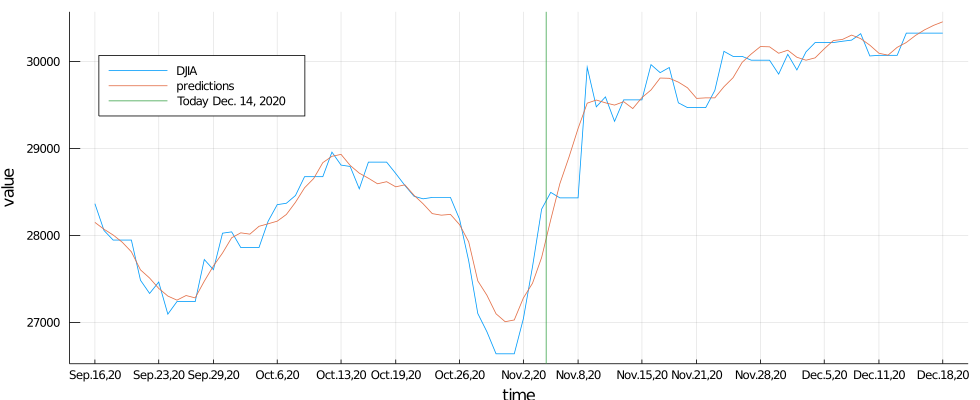 30000
29000
28000
27000
value
DJIA
predictions
Today Dec. 14, 2020
Sep.16,20 Sep.23,20 Sep.29,20 Oct.6,20 Oct.13,20 Oct.19,20 Oct.26,20 Nov.2,20 Nov.8,20 Nov.15,20 Nov.21,20 Nov.28,20 Dec.5,20 Dec.11,20 Dec.18,20
time